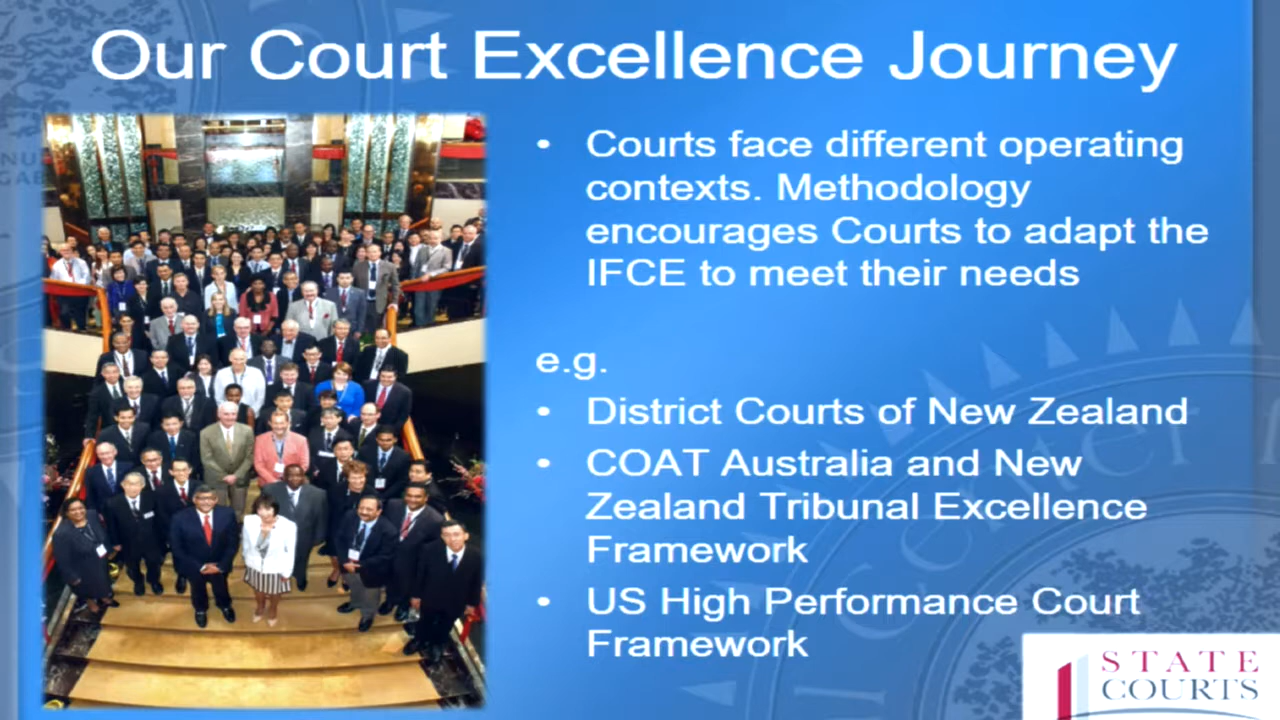 Our Court Excellence Journey
• Courts face different operating
contexts. Methodology
encourages Courts to adapt the
IFCE to meet their needs
e.g.
• District Courts of New Zealand
• COAT Australia and New
Zealand Tribunal Excellence
Framework
• US High Performance Court
Framework
STATE
COURTS